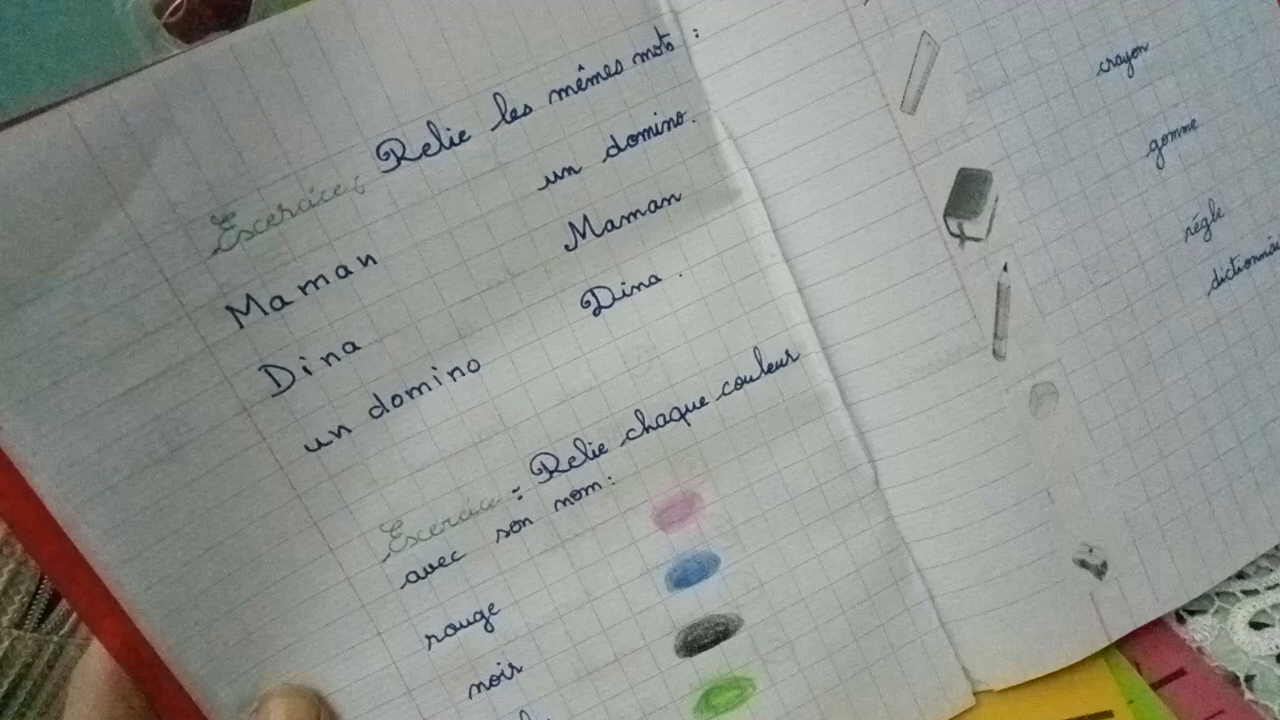 Exercice : Relie les mêmes mots :
Maman un domino.
Dina Maman
un domino Dina.
Exercice : Relie chaque couleur
avec son nom :
rouge
noir
crayon
gomme
régle